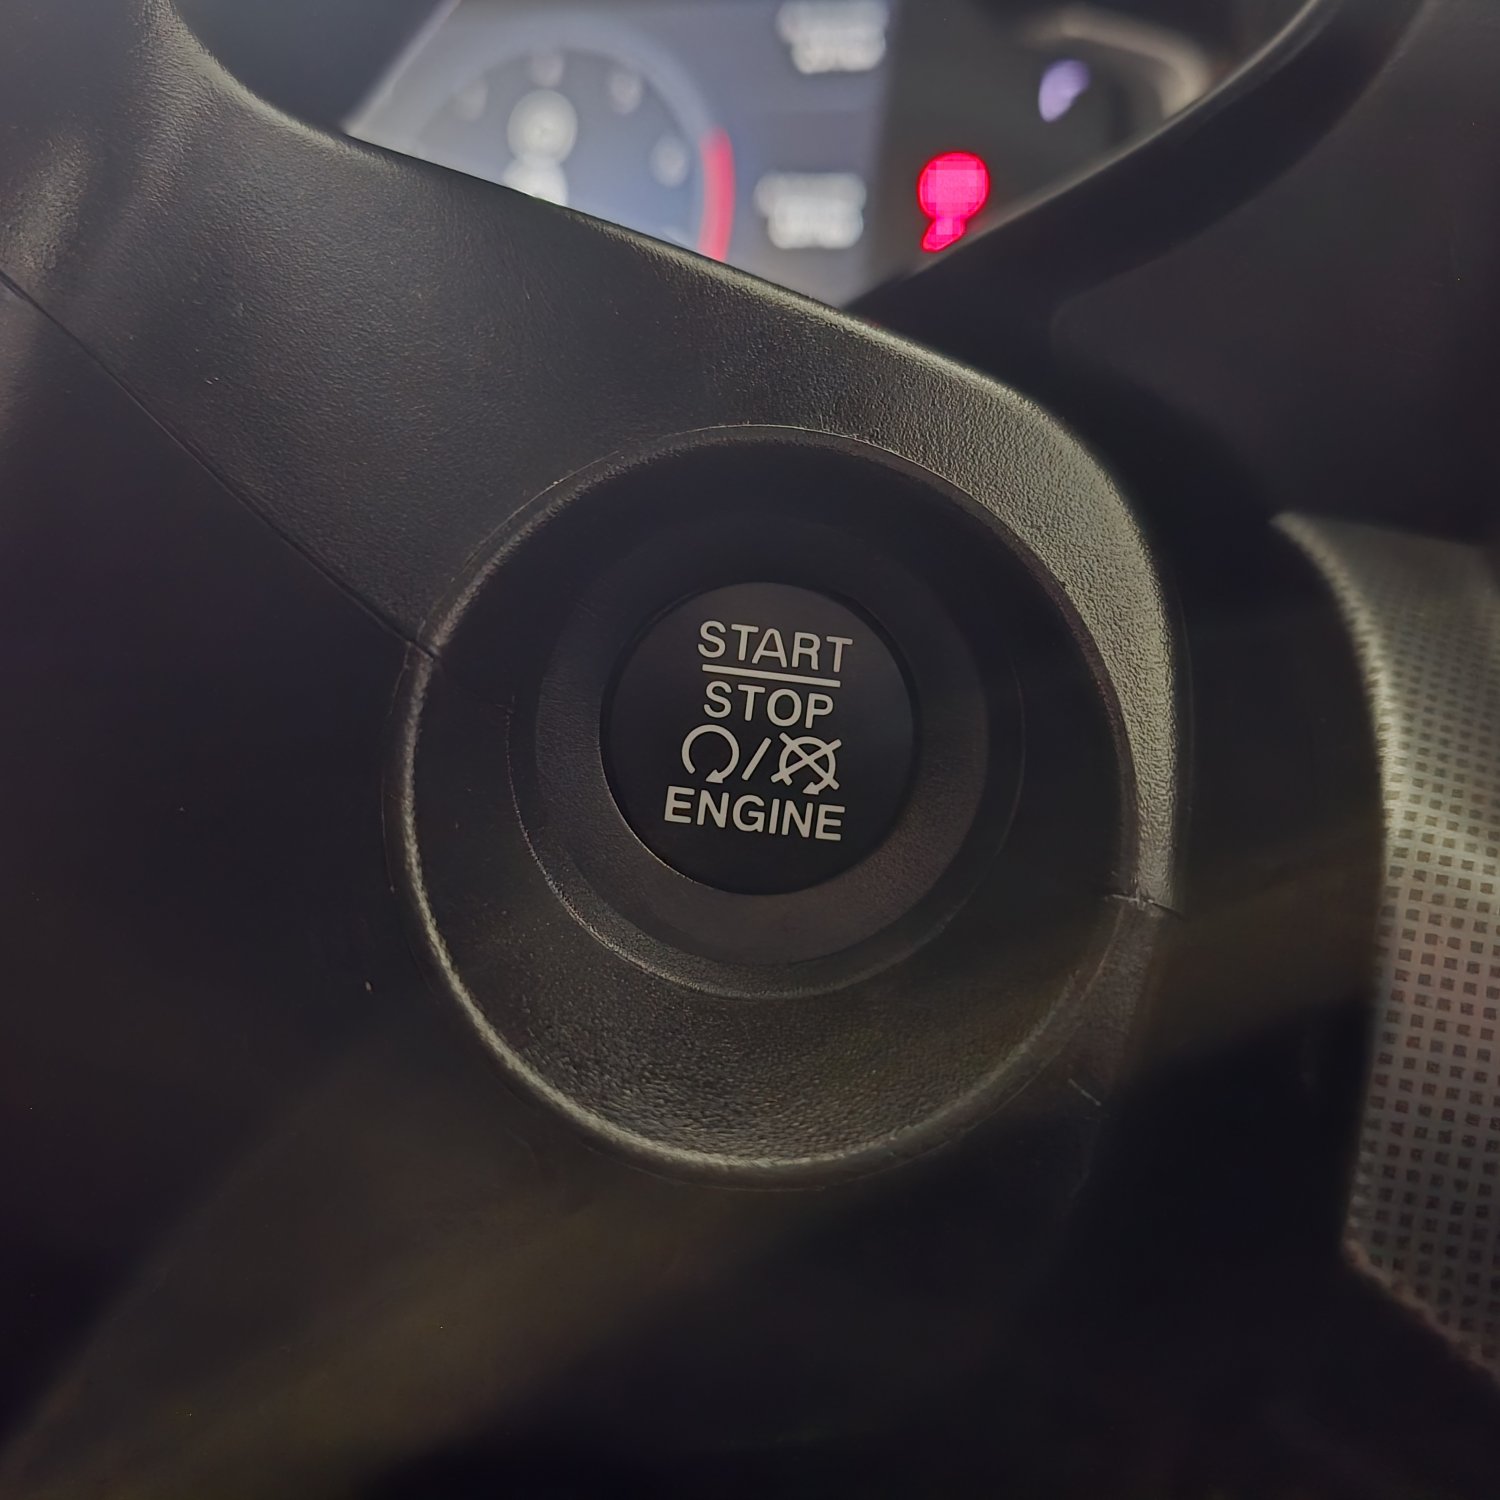 START
STOP
/
ENGINE